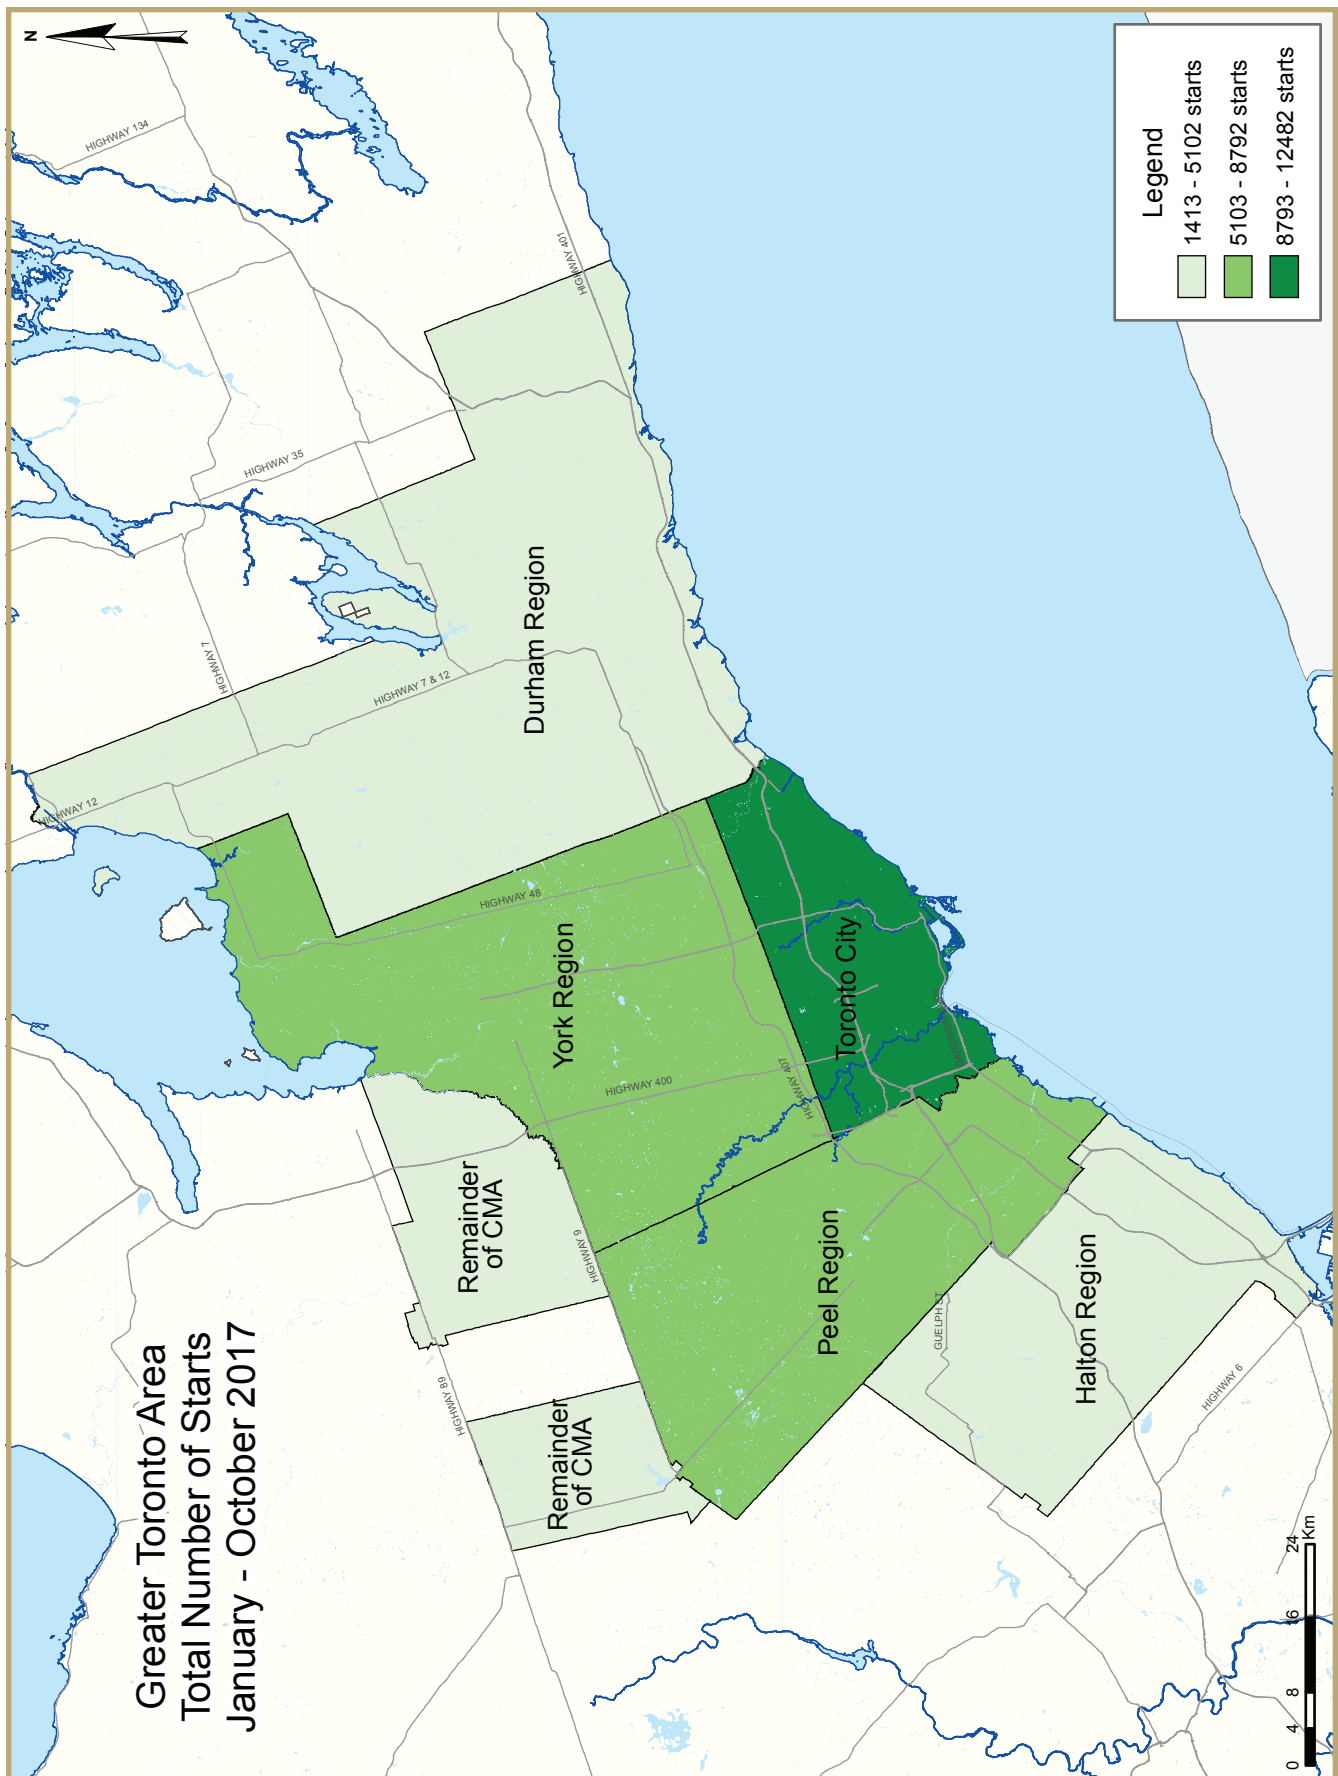 Greater Toronto Area
Total Number of Starts
January - October 2017
N
HIGHWAY 134
HIGHWAY 401
HIGHWAY 35
HIGHWAY 7
HIGHWAY 7 & 12
HIGHWAY 12
Durham Region
HIGHWAY 48
York Region
HIGHWAY 400
HIGHWAY 407
Toronto City
Remainder
of CMA
HIGHWAY 9
HIGHWAY 89
Remainder
of CMA
Peel Region
GUELPH ST
Halton Region
HIGHWAY 6
Legend
1413 - 5102 starts
5103 - 8792 starts
8793 - 12482 starts
0 4 8 16 24
Km